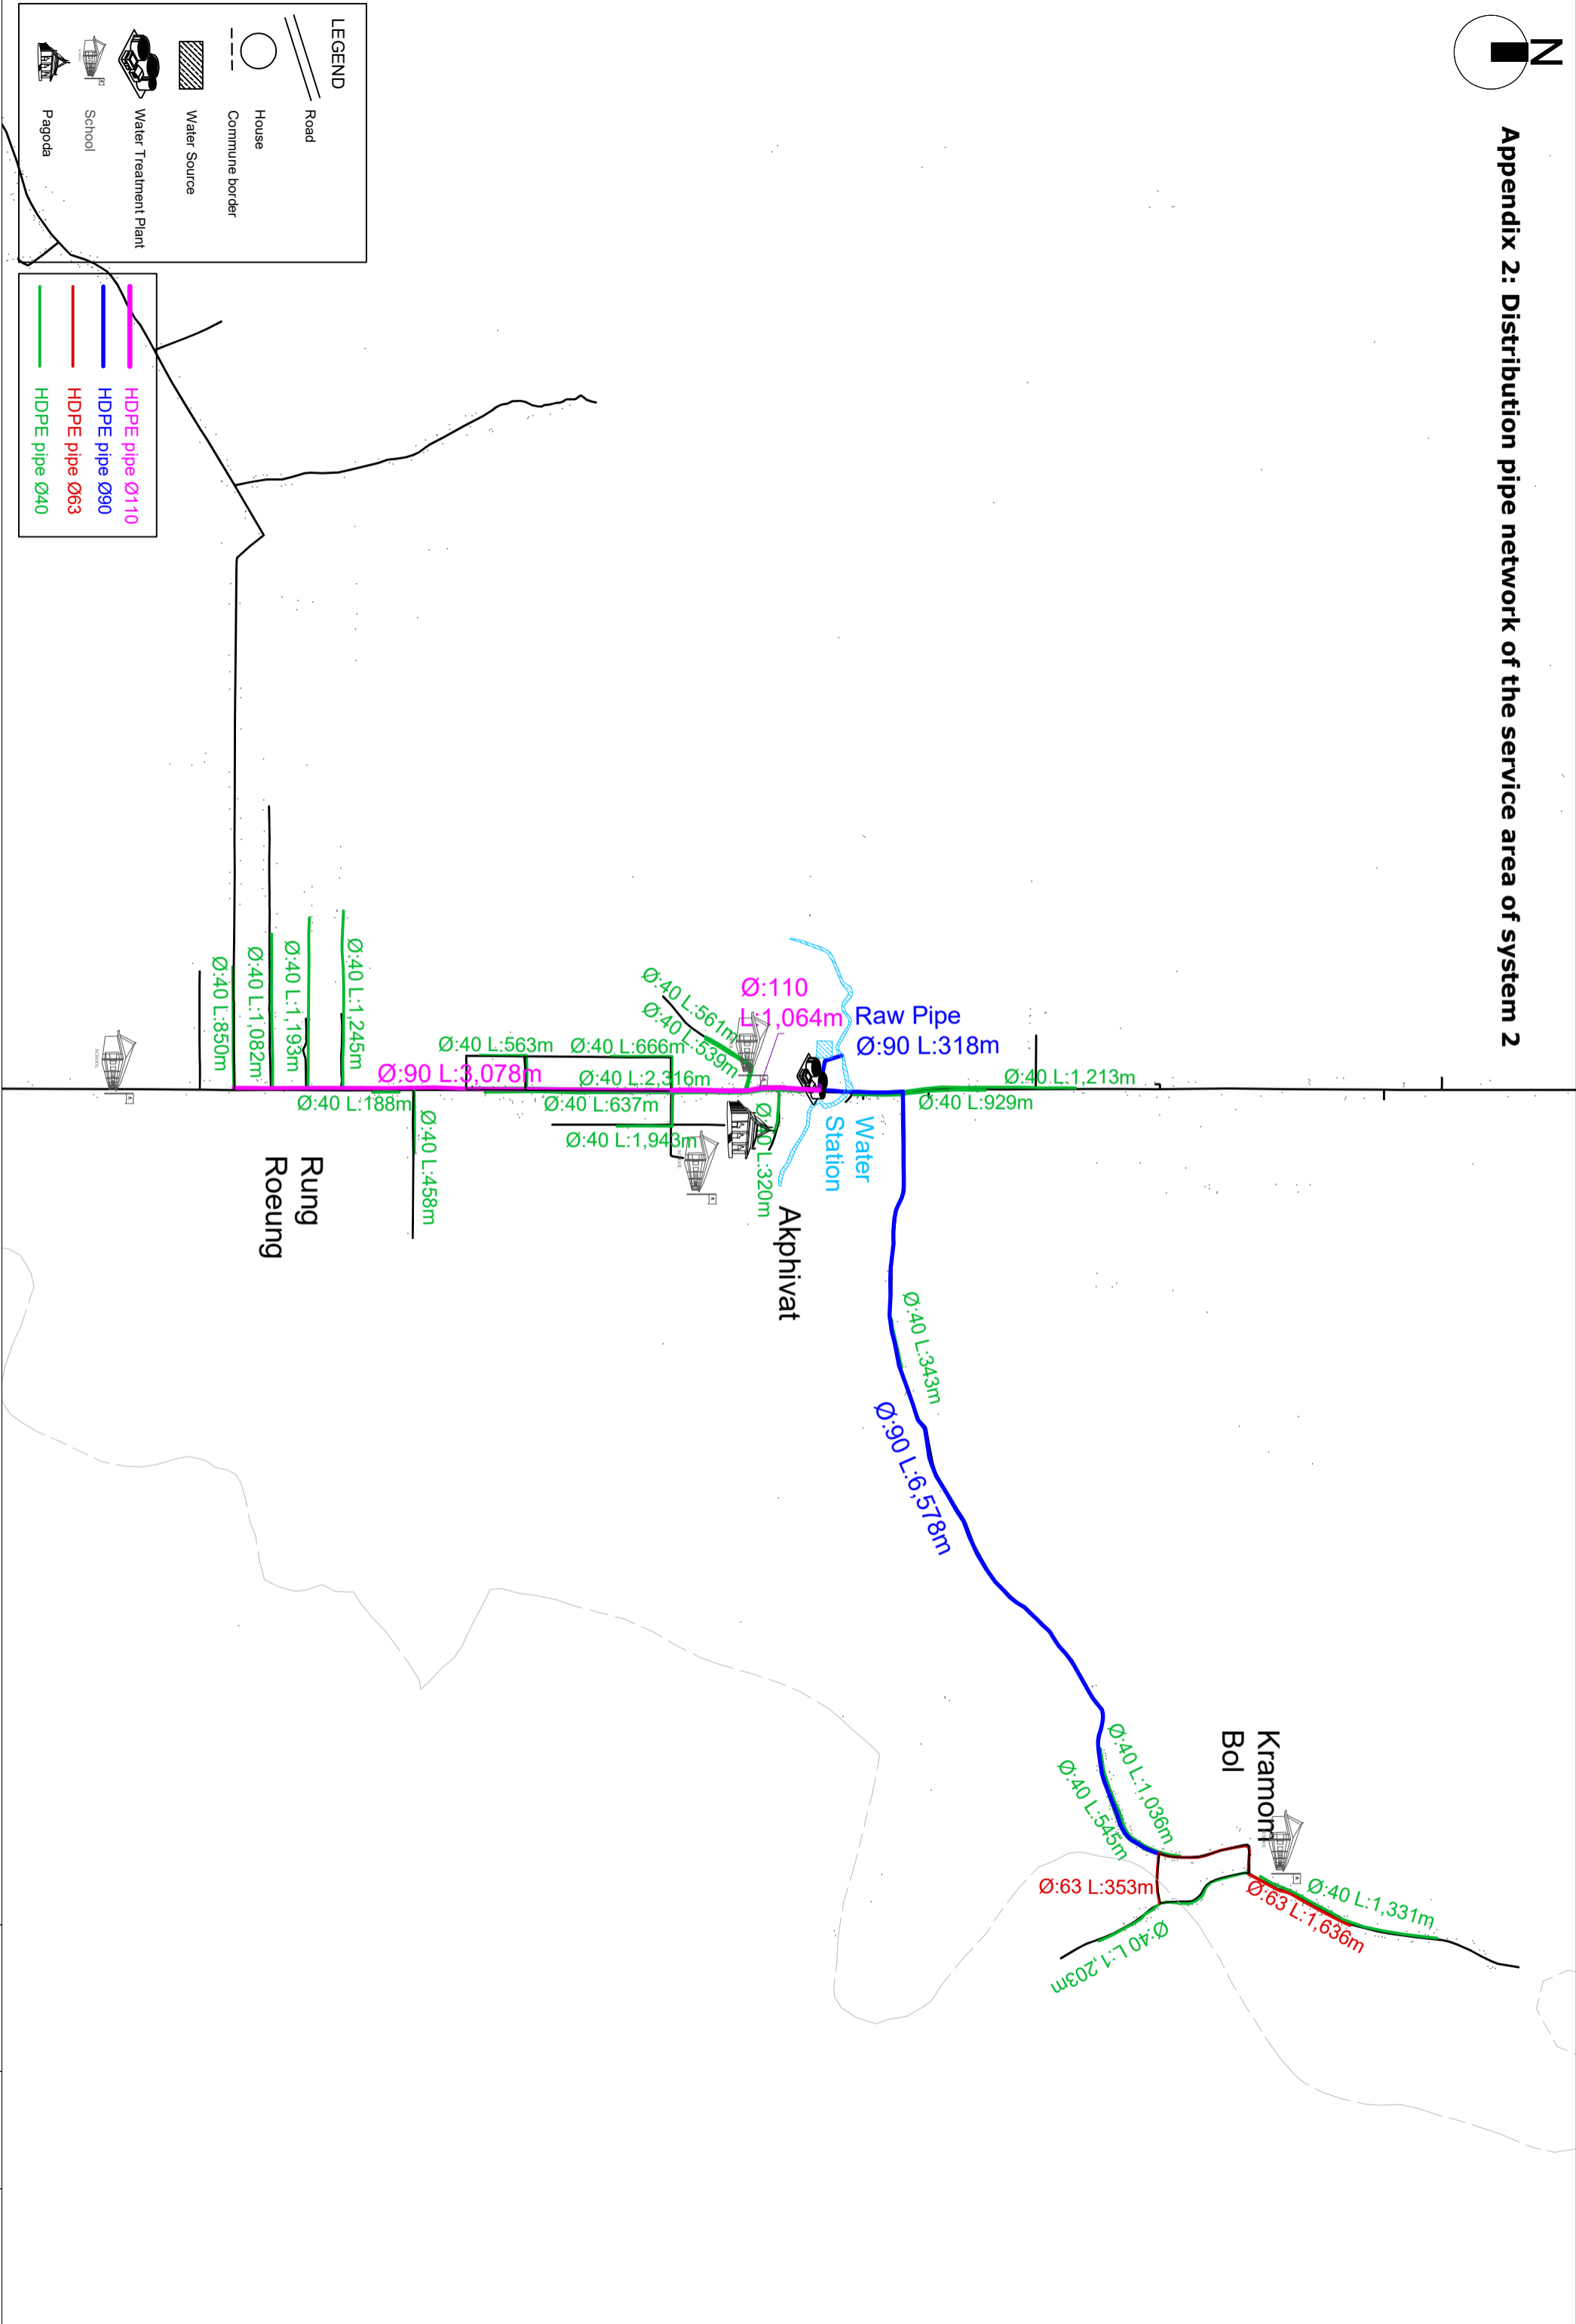 N
Appendix 2: Distribution pipe network of the service area of system 2
LEGEND
Road
House
Commune border
Water Source
Water Treatment Plant
School
Pagoda
HDPE pipe Ø110
HDPE pipe Ø90
HDPE pipe Ø63
HDPE pipe Ø40
Ø:40 L:850m
Ø:40 L:1,082m
Ø:40 L:1,193m
Ø:40 L:1,245m
Ø:90 L:3,078m
Ø:40 L:188m
Ø:40 L:458m
Rung
Roeung
Ø:40 L:563m
Ø:40 L:666m
Ø:40 L:2,316m
Ø:40 L:637m
Ø:40 L:1,943m
Ø:40 L:561m
Ø:40 L:539m
Ø:110
L:1,064m
Raw Pipe
Ø:90 L:318m
Ø:40 L:320m
Water
Station
Akphivat
Ø:40 L:1,213m
Ø:40 L:929m
Ø:40 L:343m
Ø:90 L:6,578m
Kramom
Bol
Ø:40 L:1,036m
Ø:40 L:545m
Ø:63 L:353m
Ø:40 L:1,203m
Ø:40 L:1,331m
Ø:63 L:1,636m